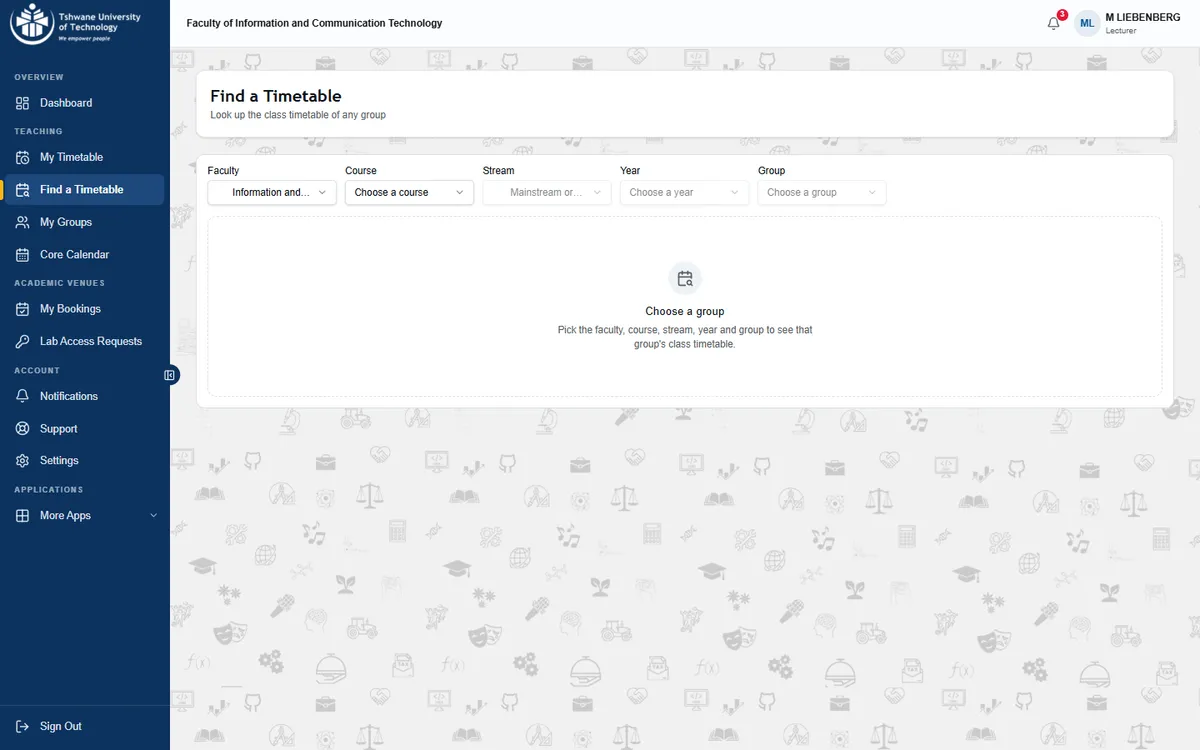 Tshwane University
of Technology
We empower people
Faculty of Information and Communication Technology
3
ML
M LIEBENBERG
Lecturer
OVERVIEW
Dashboard
TEACHING
My Timetable
Find a Timetable
My Groups
Core Calendar
ACADEMIC VENUES
My Bookings
Lab Access Requests
ACCOUNT
Notifications
Support
Settings
APPLICATIONS
More Apps
Sign Out
Find a Timetable
Look up the class timetable of any group
Faculty
Course
Stream
Year
Group
Information and...
Choose a course
Mainstream or...
Choose a year
Choose a group
Choose a group
Pick the faculty, course, stream, year and group to see that
group's class timetable.
f(x)
f(x)
f(x)
f(x)